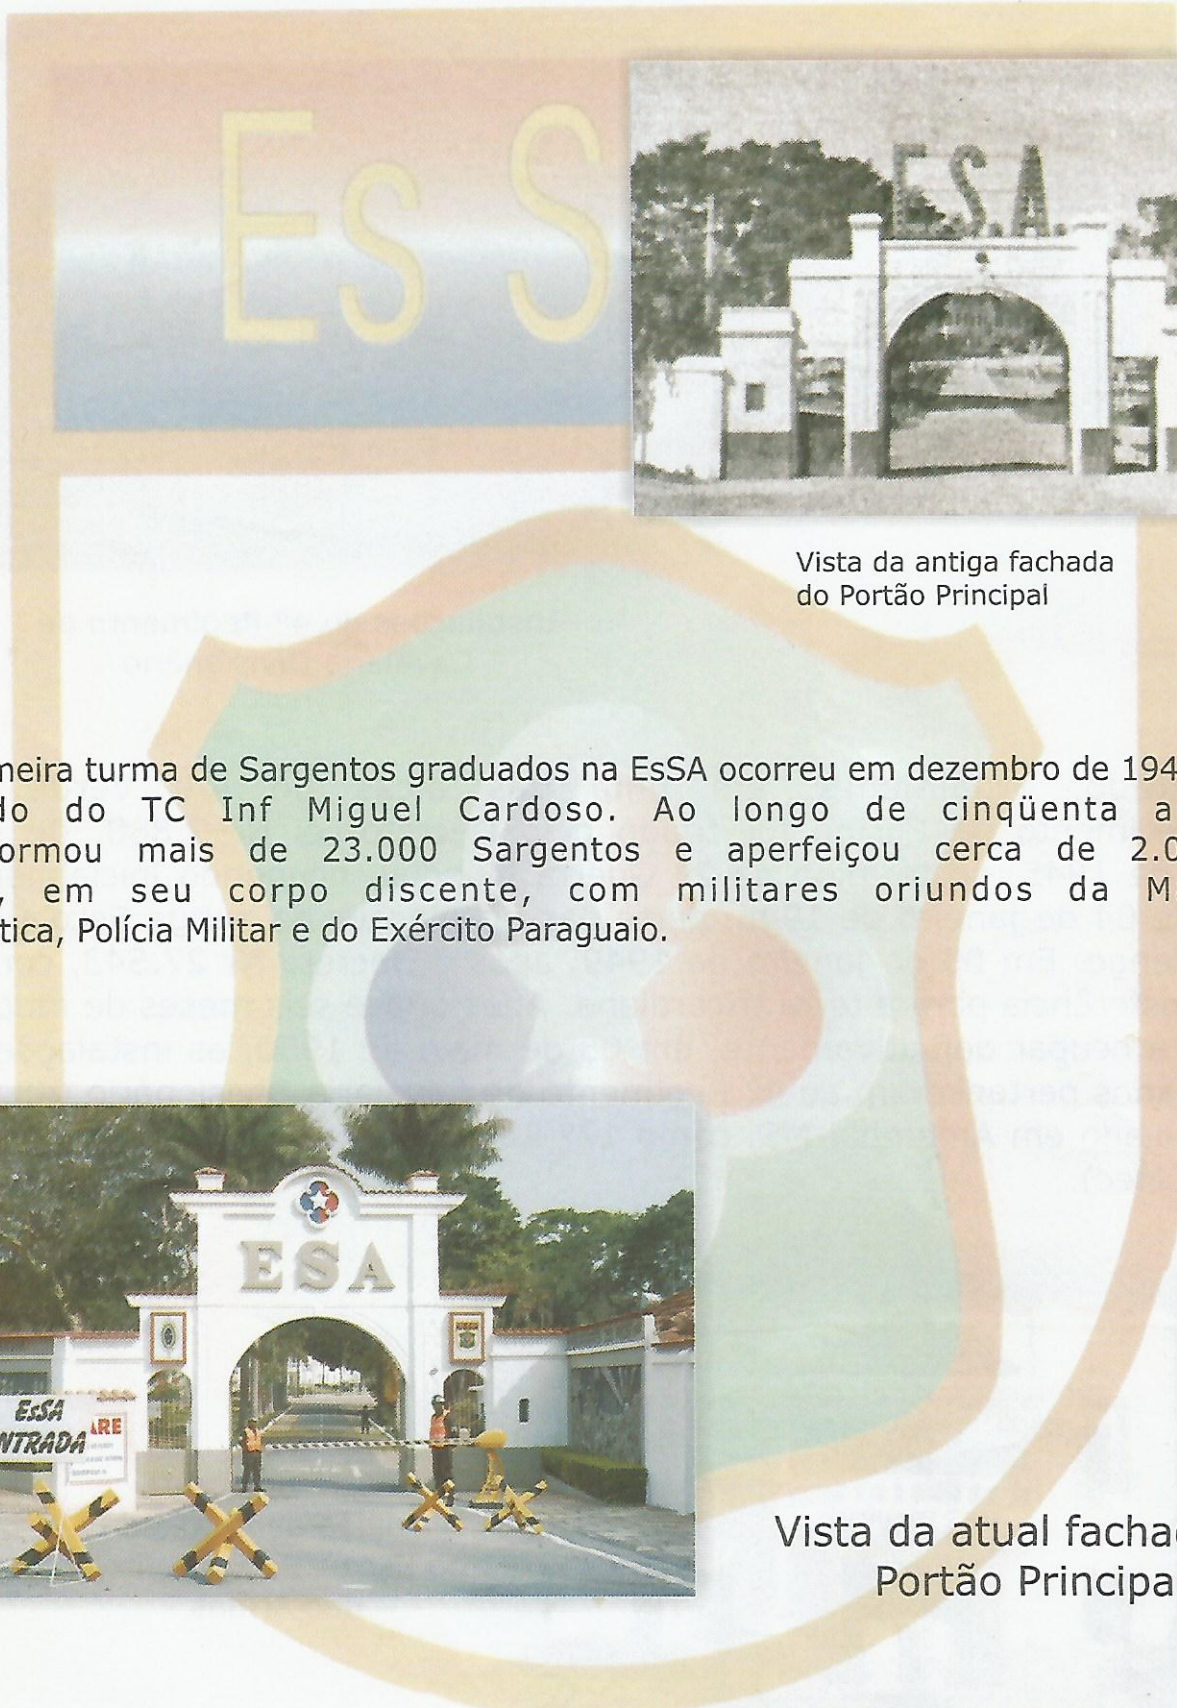 Es S
E.S.A.
Vista da antiga fachada
do Portão Principal
meira turma de Sargentos graduados na EsSA ocorreu em dezembro de 194
do do TC Inf Miguel Cardoso. Ao longo de cinqüenta a
ormou mais de 23.000 Sargentos e aperfeiçou cerca de 2.0
, em seu corpo discente, com militares oriundos da M
tica, Polícia Militar e do Exército Paraguaio.
ESA
EsSA
NTRADA
ARE
Vista da atual facha
Portão Principa